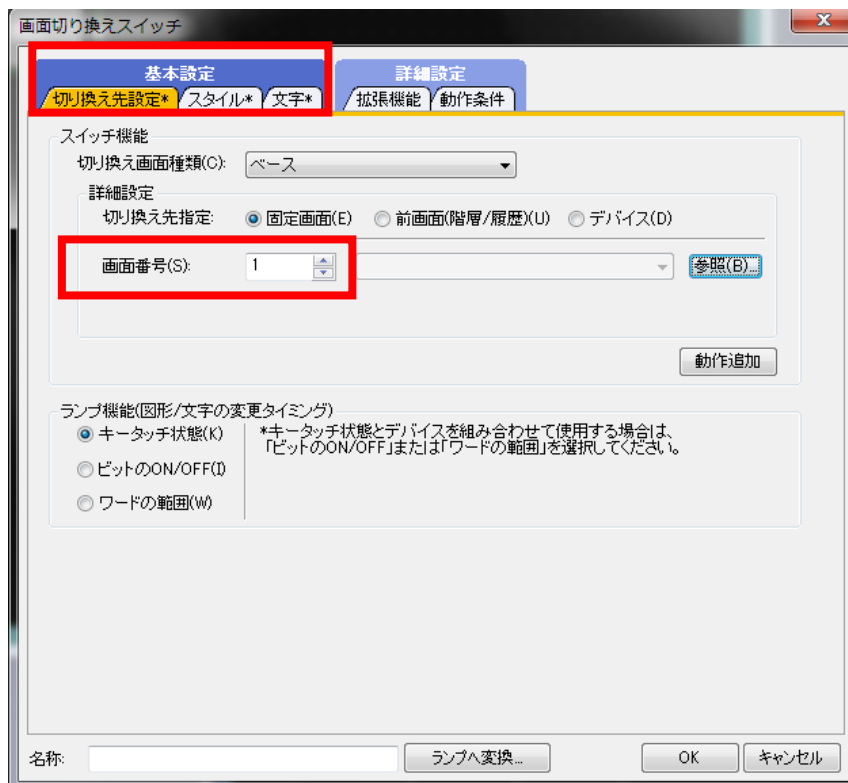 画面切り換えスイッチ
基本設定 詳細設定
切り換え先設定* スタイル* 文字* 拡張機能 動作条件
スイッチ機能
切り換え画面種類(C): ベース
詳細設定
切り換え先指定: 固定画面(E) 前画面(階層/履歴)(U) デバイス(D)
画面番号(S): 1 参照(B)...
動作追加
ランプ機能(図形/文字の変更タイミング)
キータッチ状態(K) *キータッチ状態とデバイスを組み合わせて使用する場合は、
「ビットのON/OFF」または「ワードの範囲」を選択してください。
ビットのON/OFF(I)
ワードの範囲(W)
名称: ランプへ変換... OK キャンセル